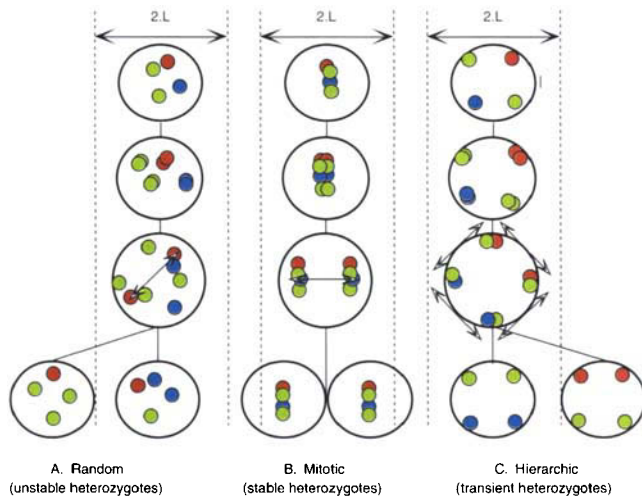 2.L 2.L 2.L
A. Random B. Mitotic C. Hierarchic
(unstable heterozygotes) (stable heterozygotes) (transient heterozygotes)